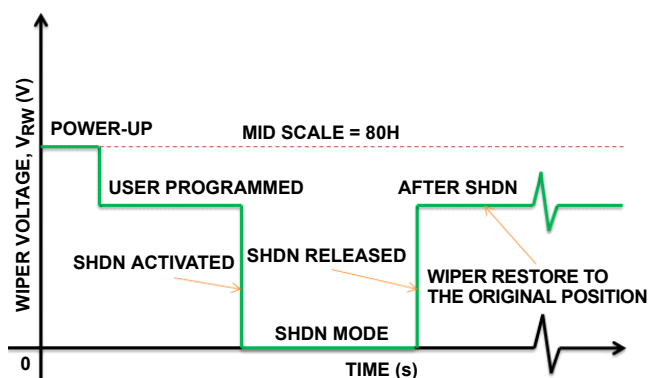 WIPER VOLTAGE, VRW (V)
POWER-UP
MID SCALE = 80H
USER PROGRAMMED
AFTER SHDN
SHDN ACTIVATED
SHDN RELEASED
WIPER RESTORE TO
THE ORIGINAL POSITION
SHDN MODE
0
TIME (s)